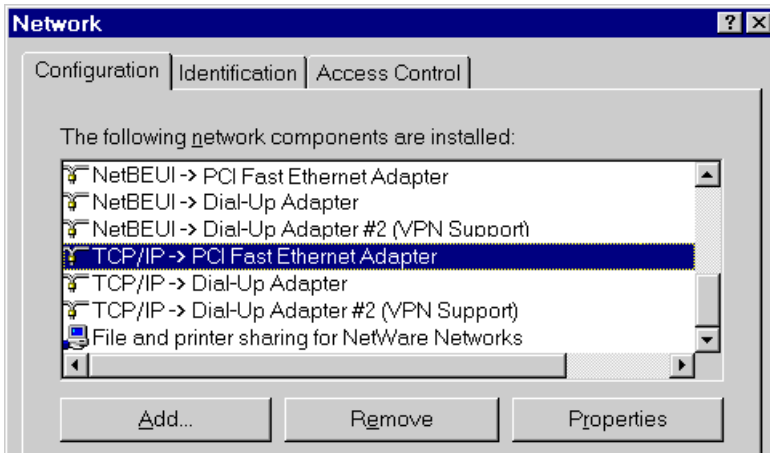 Network
Configuration Identification Access Control
The following network components are installed:
NetBEUI -> PCI Fast Ethernet Adapter
NetBEUI -> Dial-Up Adapter
NetBEUI -> Dial-Up Adapter #2 (VPN Support)
TCP/IP -> PCI Fast Ethernet Adapter
TCP/IP -> Dial-Up Adapter
TCP/IP -> Dial-Up Adapter #2 (VPN Support)
File and printer sharing for NetWare Networks
Add... Remove Properties